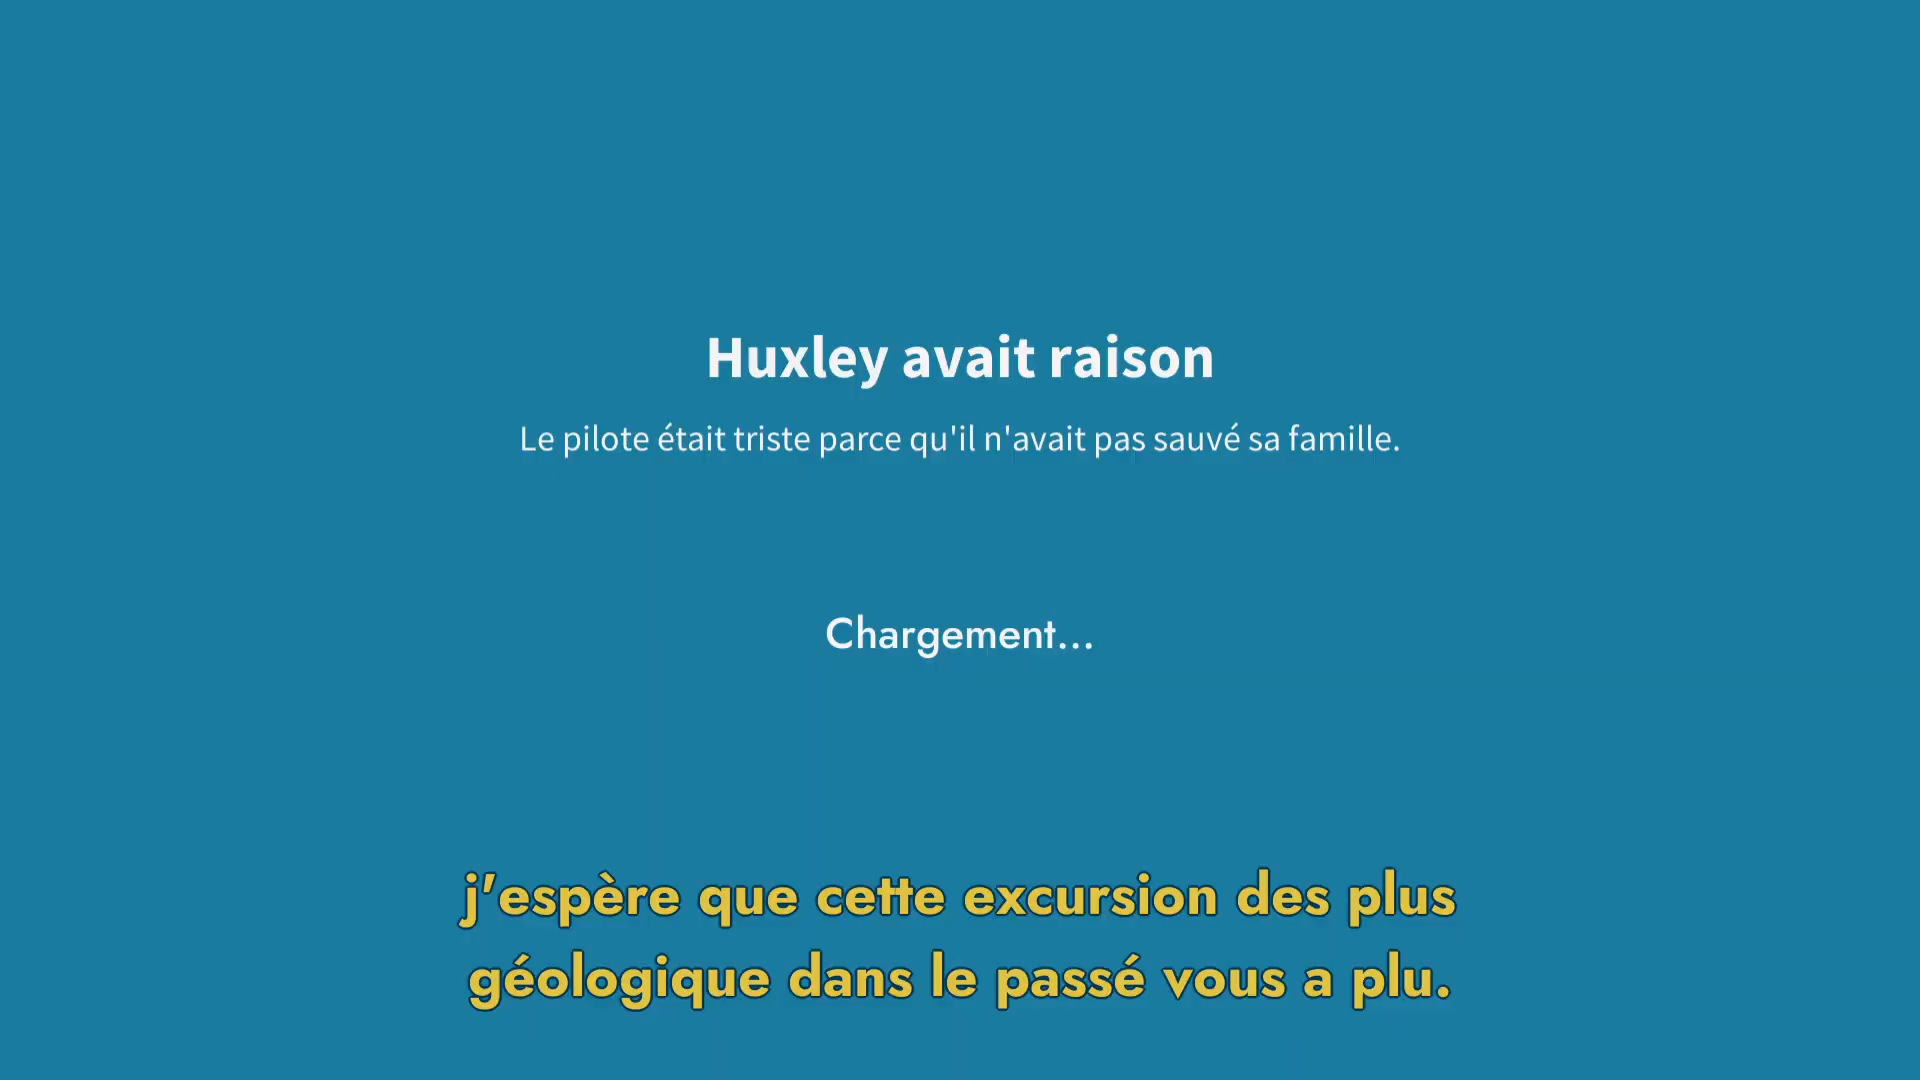 Huxley avait raison
Le pilote était triste parce qu'il n'avait pas sauvé sa famille.
Chargement...
j'espère que cette excursion des plus
géologique dans le passé vous a plu.